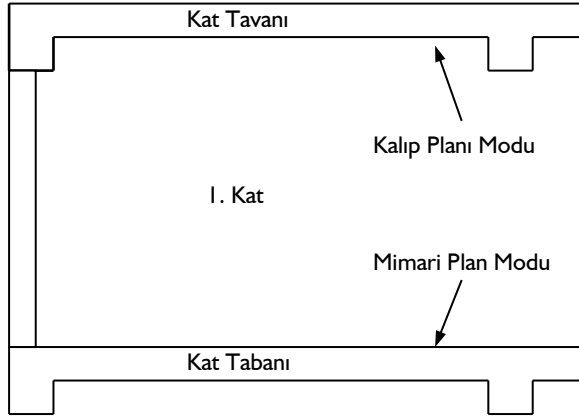 Kat Tavanı
Kalıp Planı Modu
1. Kat
Mimari Plan Modu
Kat Tabanı